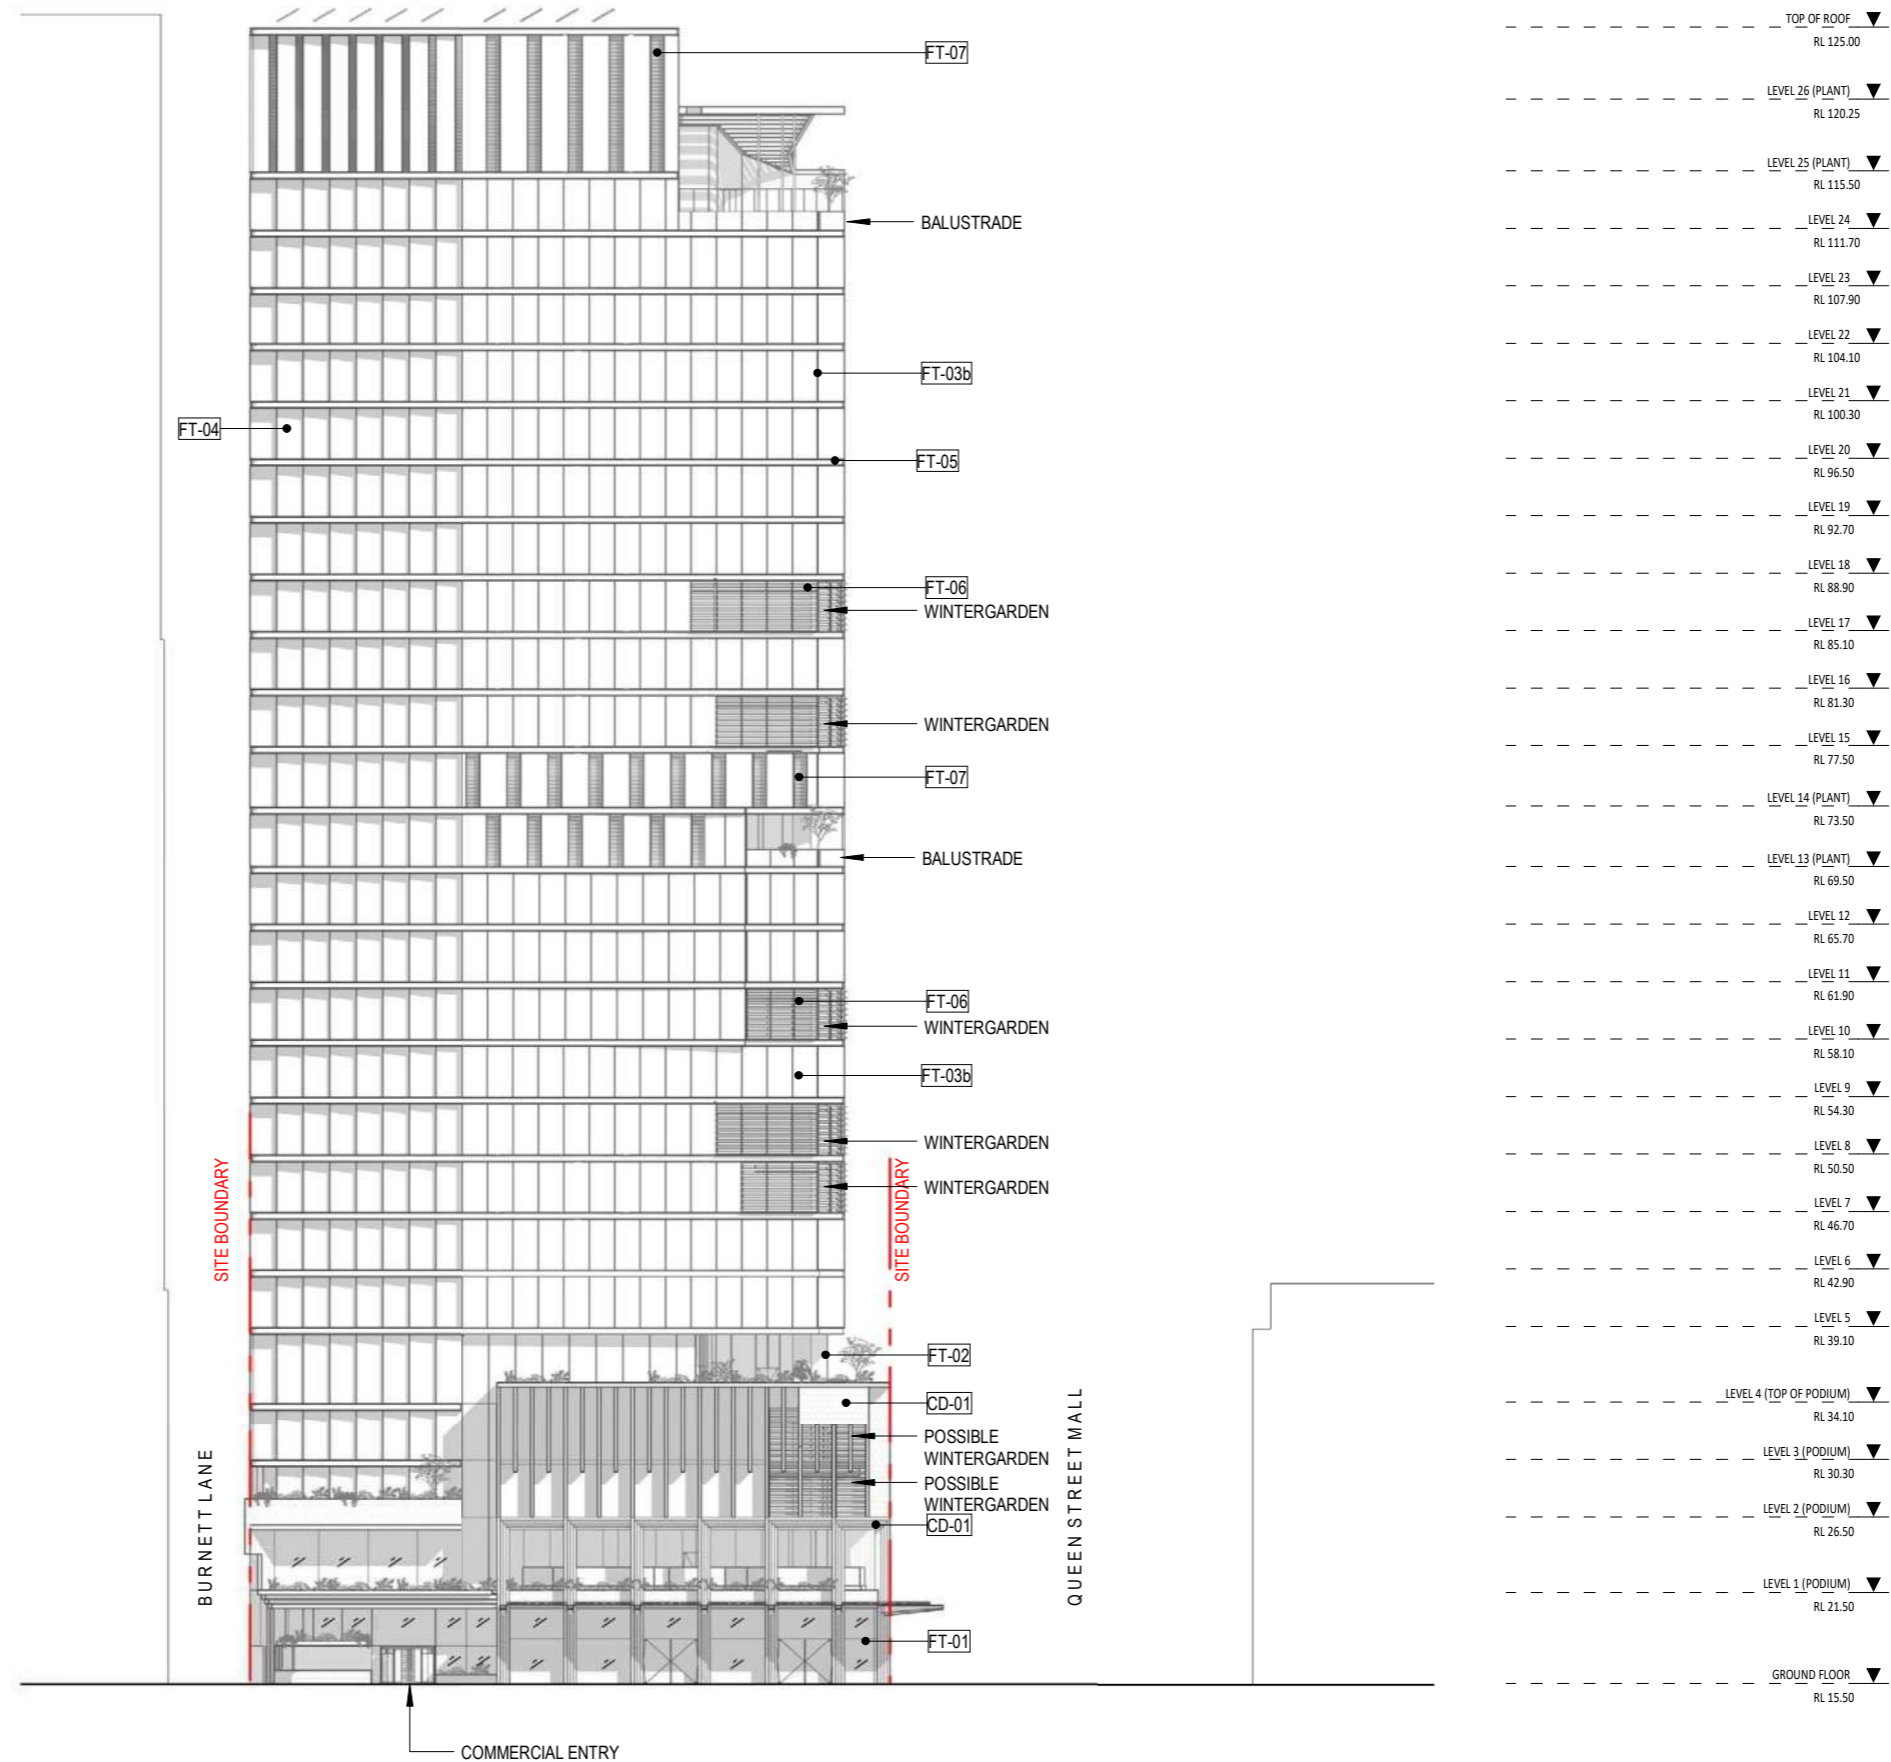 TOP OF ROOF
RL 125.00
FT-07
LEVEL 26 (PLANT)
RL 120.25
LEVEL 25 (PLANT)
RL 115.50
BALUSTRADE
LEVEL 24
RL 111.70
LEVEL 23
RL 107.90
LEVEL 22
RL 104.10
FT-03b
LEVEL 21
RL 100.30
FT-04
FT-05
LEVEL 20
RL 96.50
LEVEL 19
RL 92.70
LEVEL 18
RL 88.90
FT-06
WINTERGARDEN
LEVEL 17
RL 85.10
LEVEL 16
RL 81.30
WINTERGARDEN
LEVEL 15
RL 77.50
FT-07
LEVEL 14 (PLANT)
RL 73.50
BALUSTRADE
LEVEL 13 (PLANT)
RL 69.50
LEVEL 12
RL 65.70
LEVEL 11
RL 61.90
FT-06
WINTERGARDEN
LEVEL 10
RL 58.10
FT-03b
LEVEL 9
RL 54.30
WINTERGARDEN
LEVEL 8
RL 50.50
WINTERGARDEN
LEVEL 7
RL 46.70
SITE BOUNDARY
SITE BOUNDARY
LEVEL 6
RL 42.90
LEVEL 5
RL 39.10
FT-02
LEVEL 4 (TOP OF PODIUM)
RL 34.10
CD-01
POSSIBLE
WINTERGARDEN
LEVEL 3 (PODIUM)
RL 30.30
POSSIBLE
WINTERGARDEN
LEVEL 2 (PODIUM)
RL 26.50
CD-01
BURNETT LANE
QUEEN STREET MALL
LEVEL 1 (PODIUM)
RL 21.50
FT-01
GROUND FLOOR
RL 15.50
COMMERCIAL ENTRY